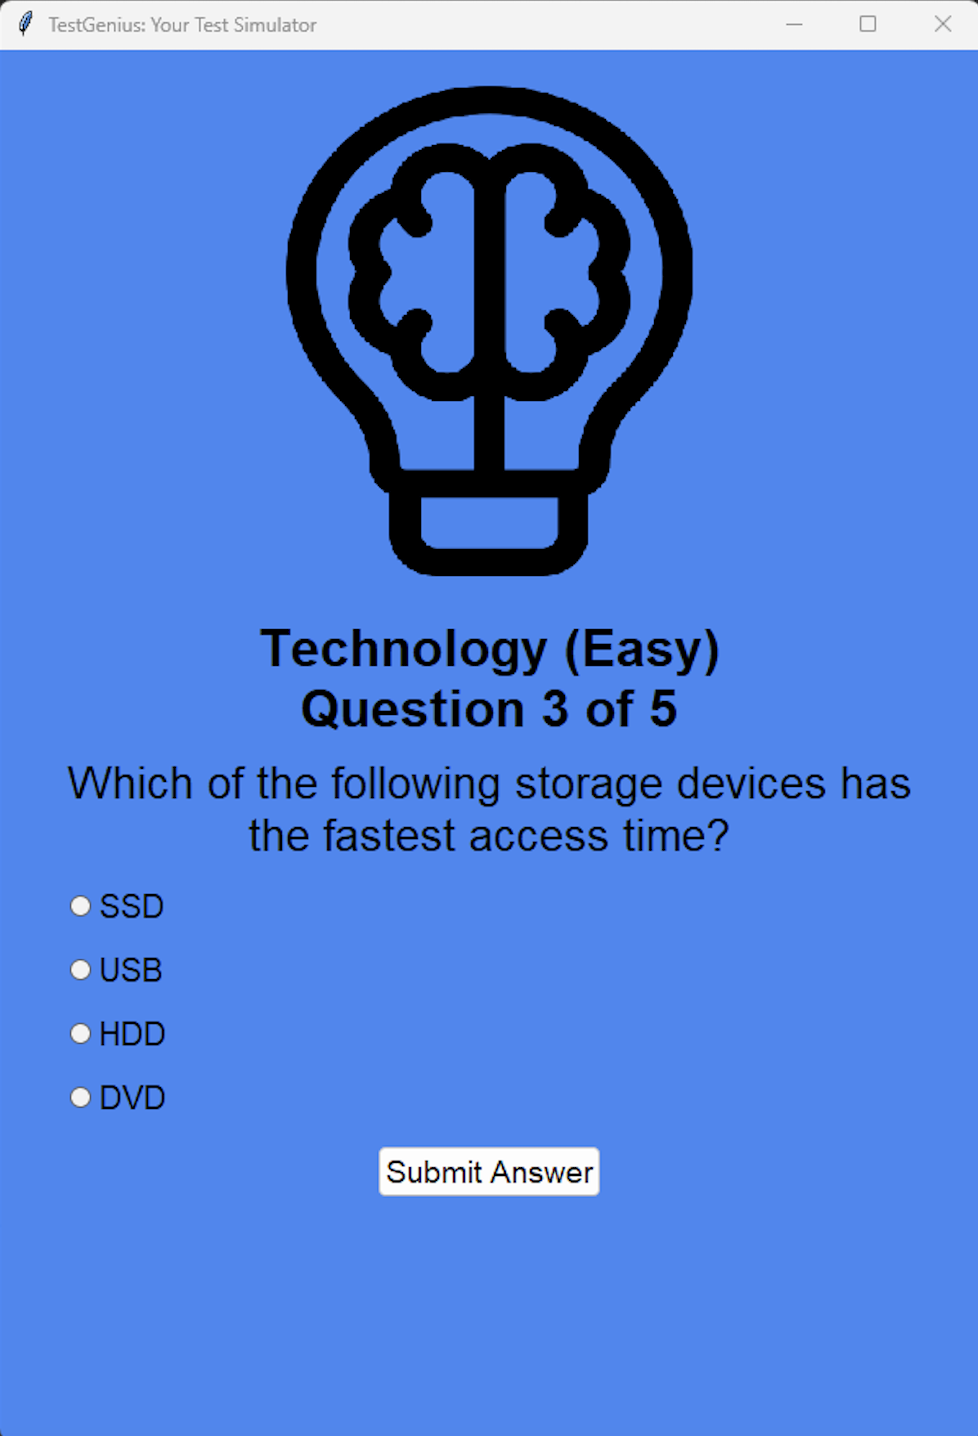 TestGenius: Your Test Simulator
Technology (Easy)
Question 3 of 5
Which of the following storage devices has
the fastest access time?
SSD
USB
HDD
DVD
Submit Answer